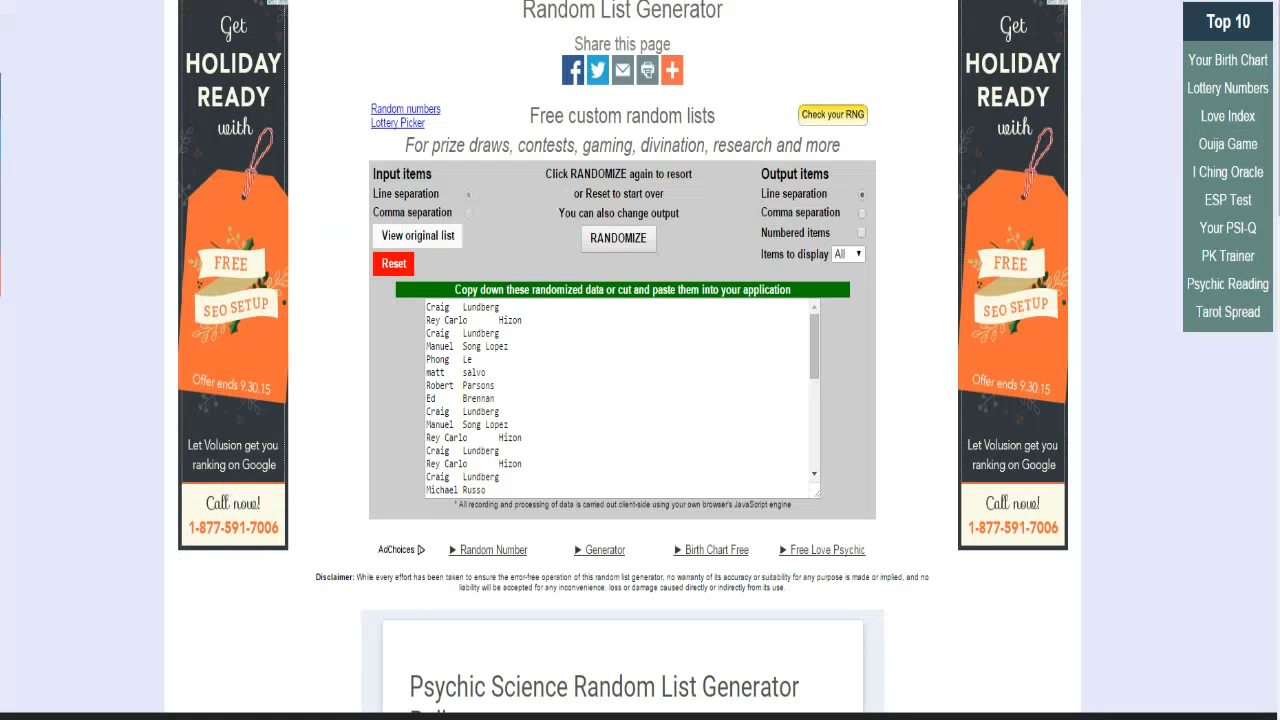 Random List Generator
Share this page
Random numbers
Lottery Picker
Free custom random lists
Check your RNG
For prize draws, contests, gaming, divination, research and more
Input items
Line separation
Comma separation
View original list
Reset
Click RANDOMIZE again to resort
or Reset to start over
You can also change output
RANDOMIZE
Output items
Line separation
Comma separation
Numbered items
Items to display All
Copy down these randomized data or cut and paste them into your application
Craig Lundberg
Rey Carlo Hizon
Craig Lundberg
Manuel Song Lopez
Phong Le
matt salvo
Robert Parsons
Ed Brennan
Craig Lundberg
Manuel Song Lopez
Rey Carlo Hizon
Craig Lundberg
Rey Carlo Hizon
Craig Lundberg
Michael Russo
* All recording and processing of data is carried out client-side using your own browser's JavaScript engine
AdChoices
Random Number
Generator
Birth Chart Free
Free Love Psychic
Disclaimer: While every effort has been taken to ensure the error-free operation of this random list generator, no warranty of its accuracy or suitability for any purpose is made or implied, and no
liability will be accepted for any inconvenience, loss or damage caused directly or indirectly from its use.
Psychic Science Random List Generator
Get
HOLIDAY
READY
with
FREE
SEO SETUP
Offer ends 9.30.15
Let Volusion get you
ranking on Google
Call now!
1-877-591-7006
Get
HOLIDAY
READY
with
FREE
SEO SETUP
Offer ends 9.30.15
Let Volusion get you
ranking on Google
Call now!
1-877-591-7006
Top 10
Your Birth Chart
Lottery Numbers
Love Index
Ouija Game
I Ching Oracle
ESP Test
Your PSI-Q
PK Trainer
Psychic Reading
Tarot Spread